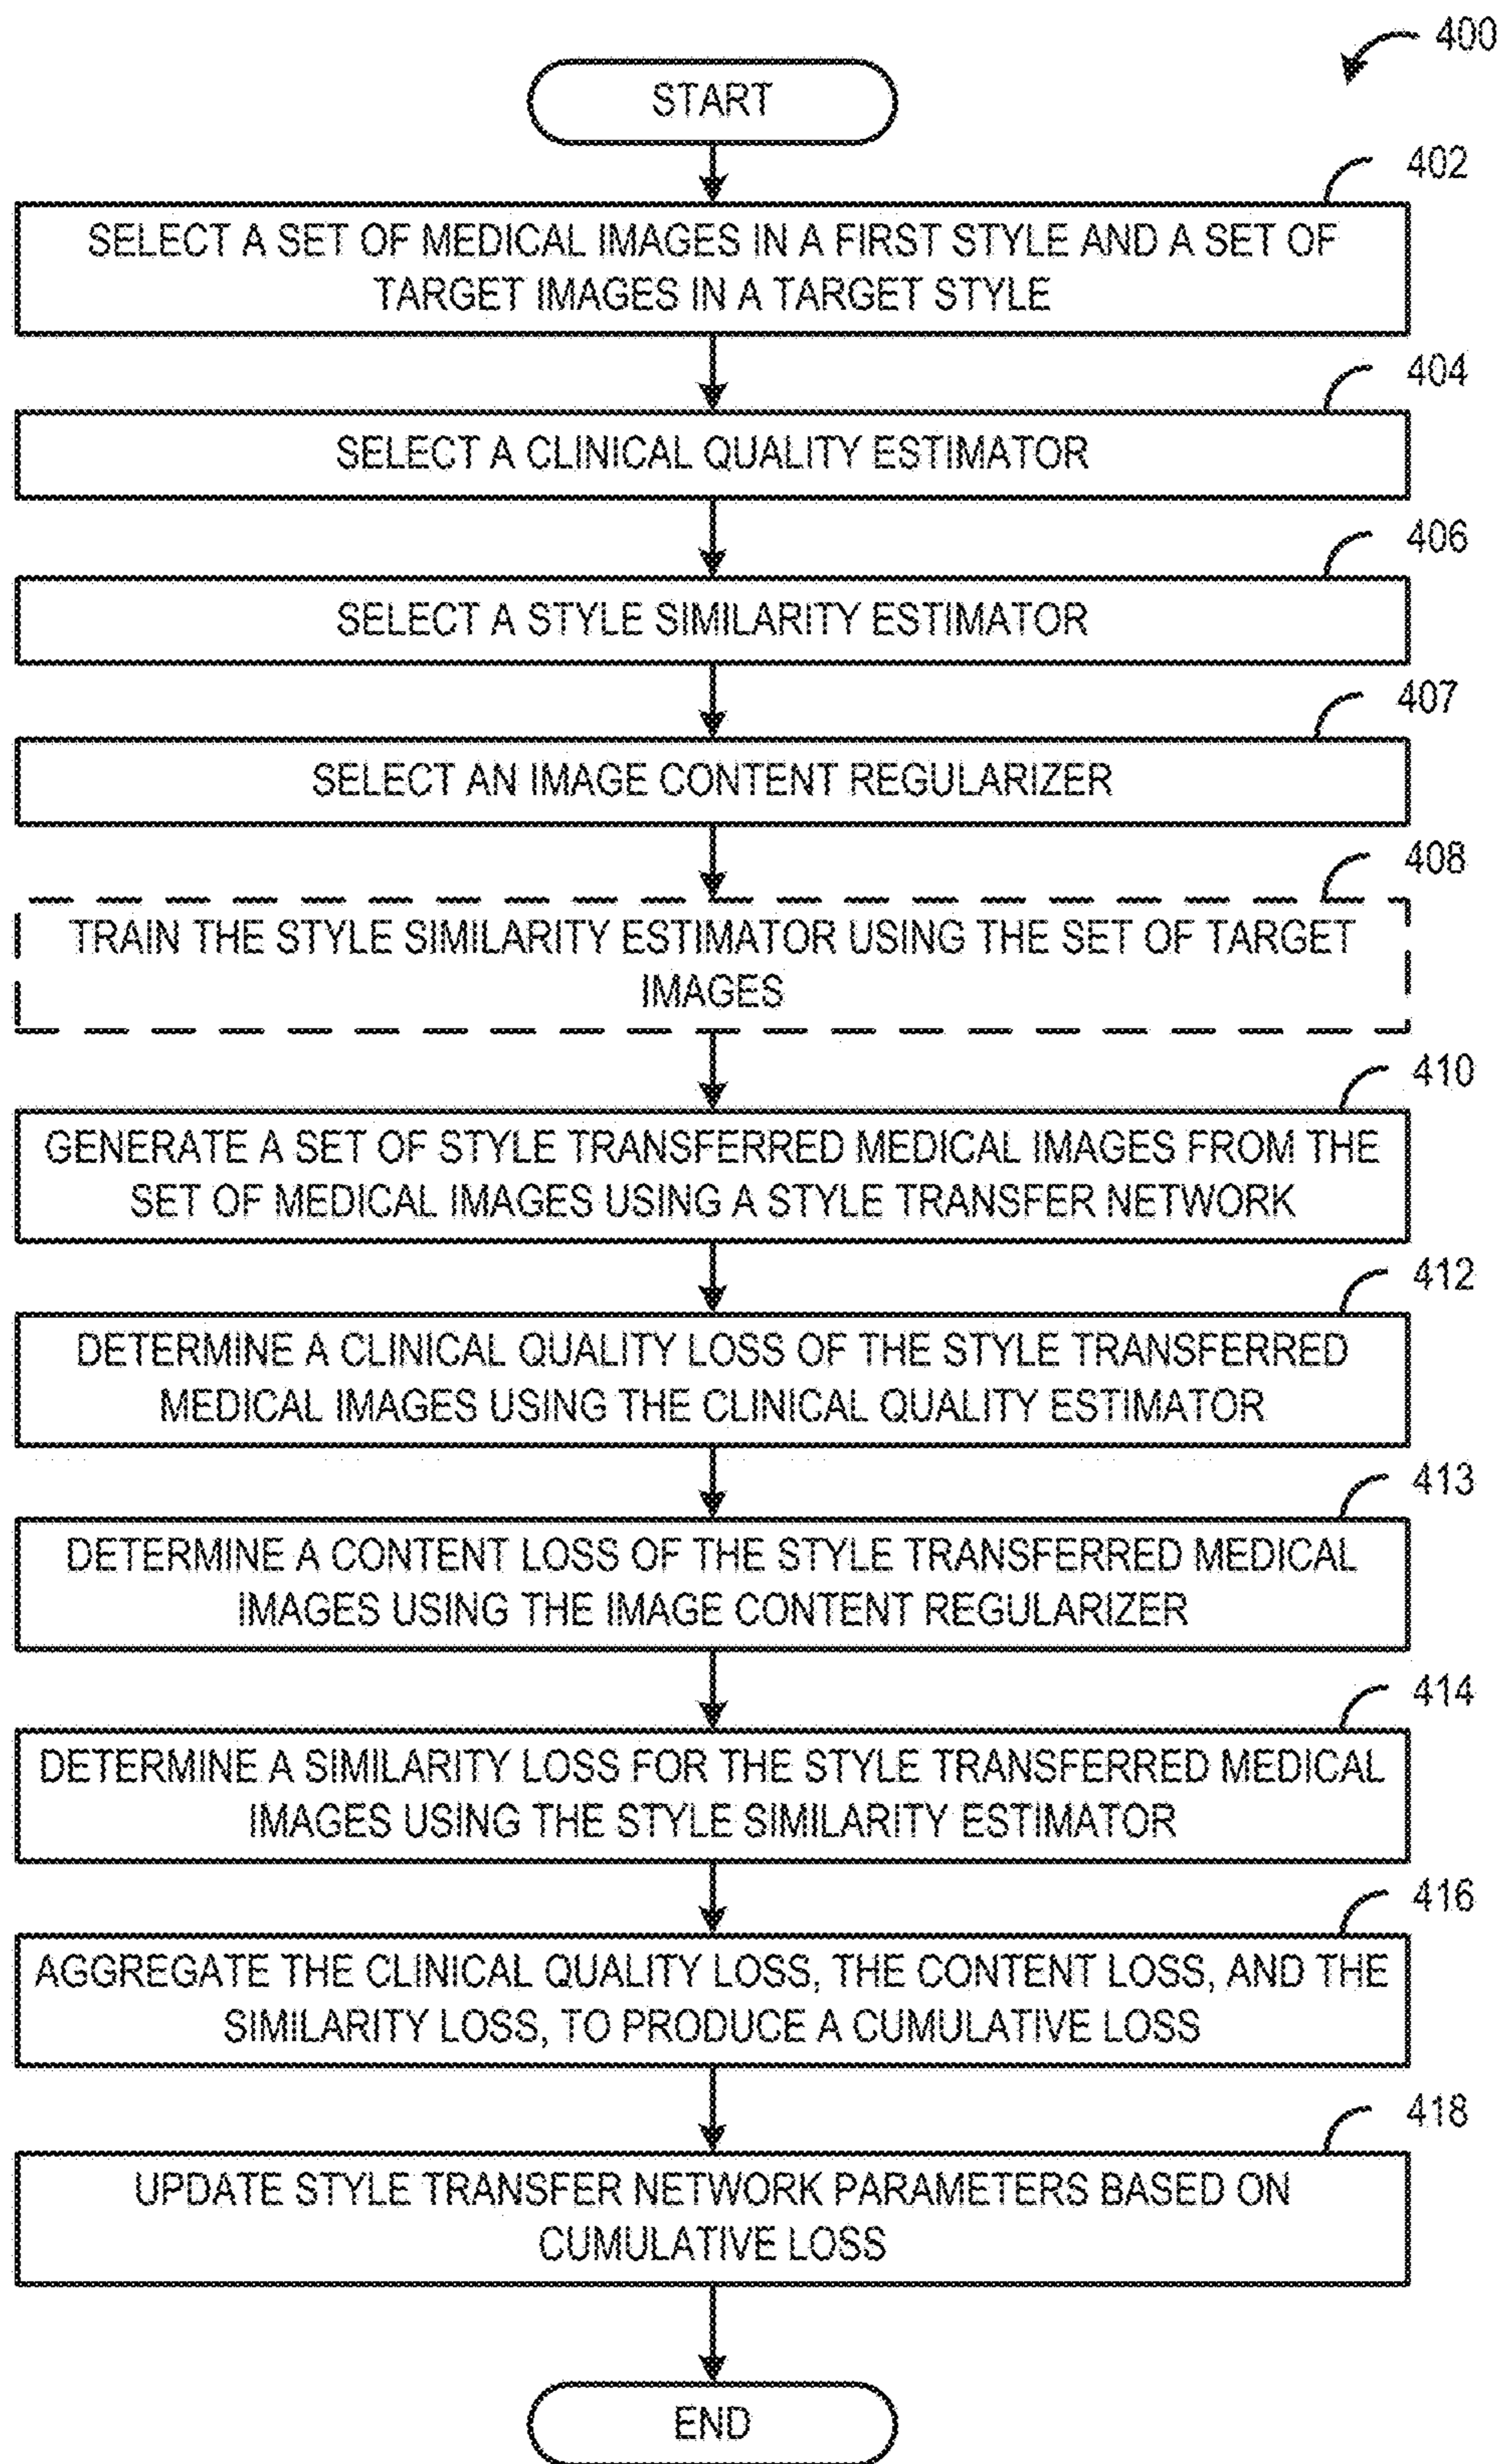 400
START
402
SELECT A SET OF MEDICAL IMAGES IN A FIRST STYLE AND A SET OF
TARGET IMAGES IN A TARGET STYLE
404
SELECT A CLINICAL QUALITY ESTIMATOR
406
SELECT A STYLE SIMILARITY ESTIMATOR
407
SELECT AN IMAGE CONTENT REGULARIZER
408
TRAIN THE STYLE SIMILARITY ESTIMATOR USING THE SET OF TARGET
IMAGES
410
GENERATE A SET OF STYLE TRANSFERRED MEDICAL IMAGES FROM THE
SET OF MEDICAL IMAGES USING A STYLE TRANSFER NETWORK
412
DETERMINE A CLINICAL QUALITY LOSS OF THE STYLE TRANSFERRED
MEDICAL IMAGES USING THE CLINICAL QUALITY ESTIMATOR
413
DETERMINE A CONTENT LOSS OF THE STYLE TRANSFERRED MEDICAL
IMAGES USING THE IMAGE CONTENT REGULARIZER
414
DETERMINE A SIMILARITY LOSS FOR THE STYLE TRANSFERRED MEDICAL
IMAGES USING THE STYLE SIMILARITY ESTIMATOR
416
AGGREGATE THE CLINICAL QUALITY LOSS, THE CONTENT LOSS, AND THE
SIMILARITY LOSS, TO PRODUCE A CUMULATIVE LOSS
418
UPDATE STYLE TRANSFER NETWORK PARAMETERS BASED ON
CUMULATIVE LOSS
END